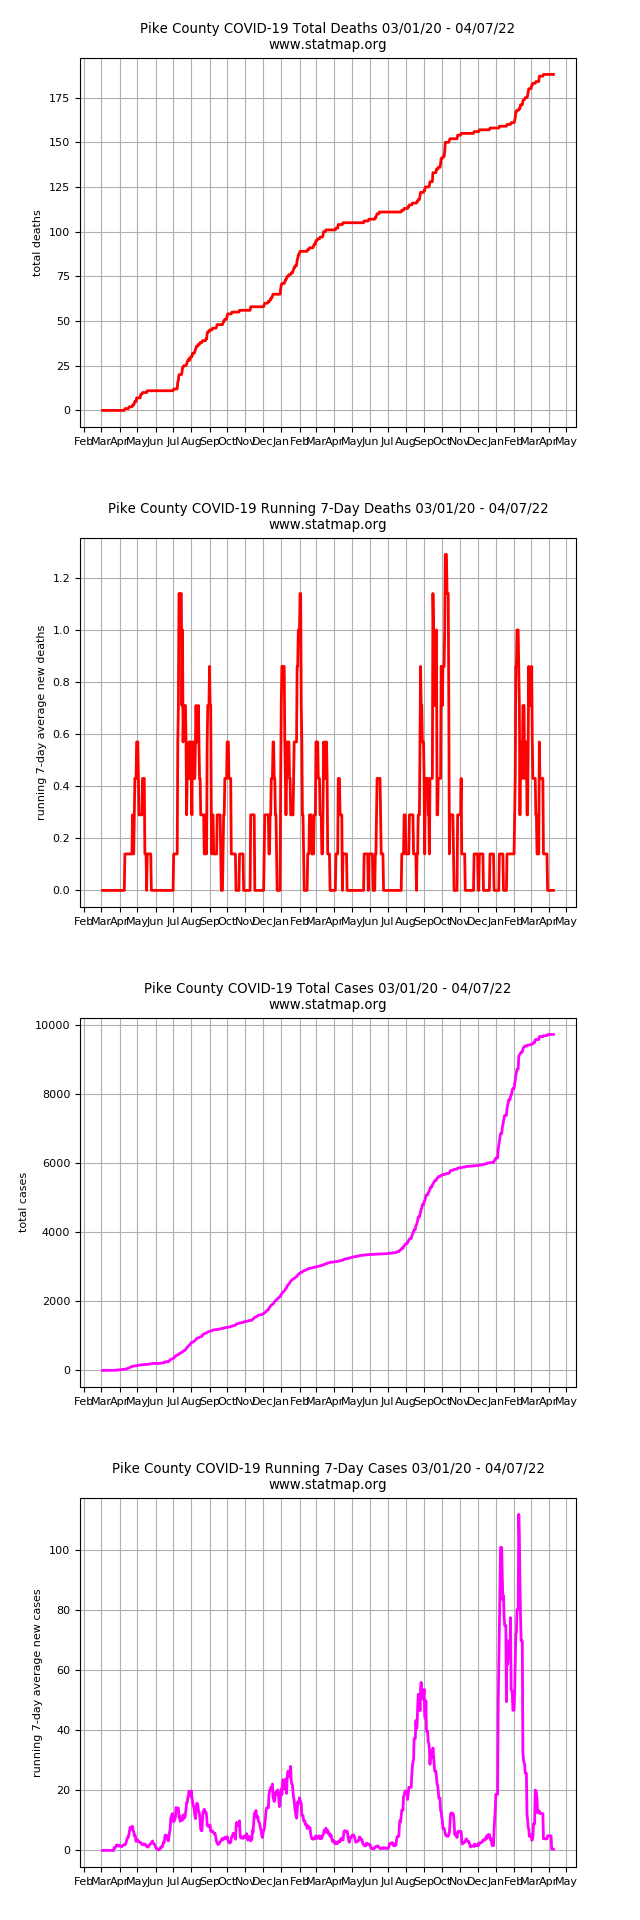 Pike County COVID-19 Total Deaths 03/01/20 - 04/07/22
www.statmap.org
175
150
125
100
75
50
25
0
total deaths
Feb Mar Apr May Jun Jul Aug Sep Oct Nov Dec Jan Feb Mar Apr May Jun Jul Aug Sep Oct Nov Dec Jan Feb Mar Apr May
Pike County COVID-19 Running 7-Day Deaths 03/01/20 - 04/07/22
www.statmap.org
1.2
1.0
0.8
0.6
0.4
0.2
0.0
running 7-day average new deaths
Feb Mar Apr May Jun Jul Aug Sep Oct Nov Dec Jan Feb Mar Apr May Jun Jul Aug Sep Oct Nov Dec Jan Feb Mar Apr May
Pike County COVID-19 Total Cases 03/01/20 - 04/07/22
www.statmap.org
10000
8000
6000
4000
2000
0
total cases
Feb Mar Apr May Jun Jul Aug Sep Oct Nov Dec Jan Feb Mar Apr May Jun Jul Aug Sep Oct Nov Dec Jan Feb Mar Apr May
Pike County COVID-19 Running 7-Day Cases 03/01/20 - 04/07/22
www.statmap.org
100
80
60
40
20
0
running 7-day average new cases
Feb Mar Apr May Jun Jul Aug Sep Oct Nov Dec Jan Feb Mar Apr May Jun Jul Aug Sep Oct Nov Dec Jan Feb Mar Apr May